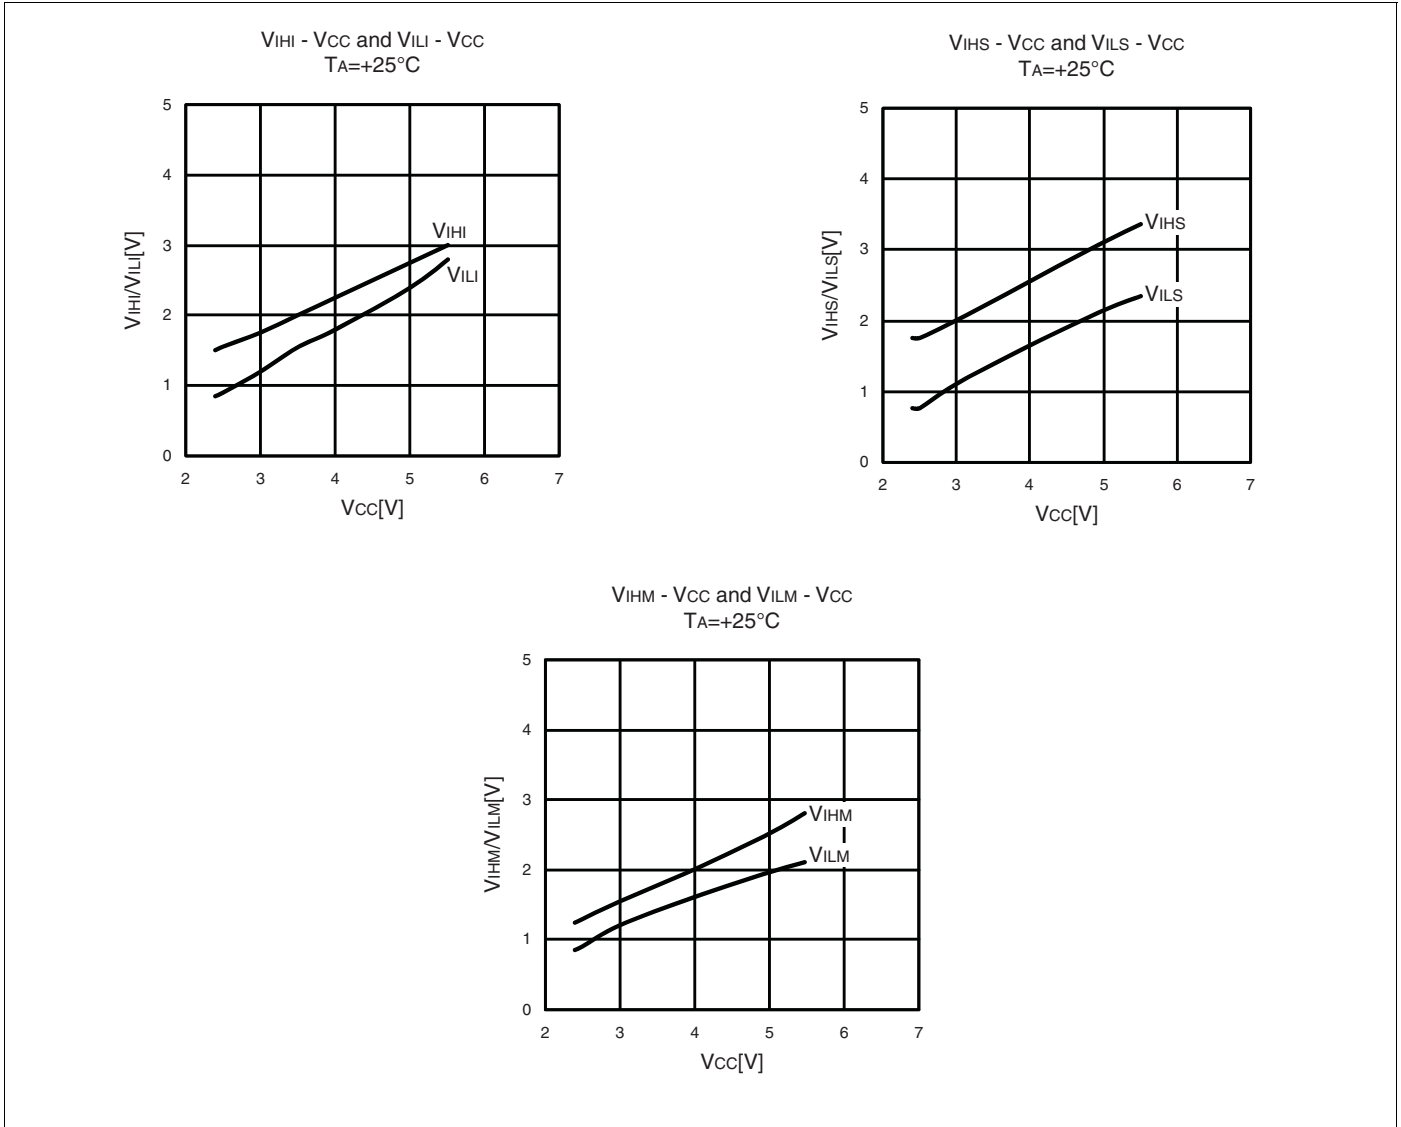 VIHI - VCC and VILI - VCC
TA=+25°C
5
4
3
2
1
0
VIHI/VILI[V]
VIHI
VILI
2 3 4 5 6 7
VCC[V]
VIHS - VCC and VILS - VCC
TA=+25°C
5
4
3
2
1
0
VIHS/VILS[V]
VIHS
VILS
2 3 4 5 6 7
VCC[V]
VIHM - VCC and VILM - VCC
TA=+25°C
5
4
3
2
1
0
VIHM/VILM[V]
VIHM
VILM
2 3 4 5 6 7
VCC[V]